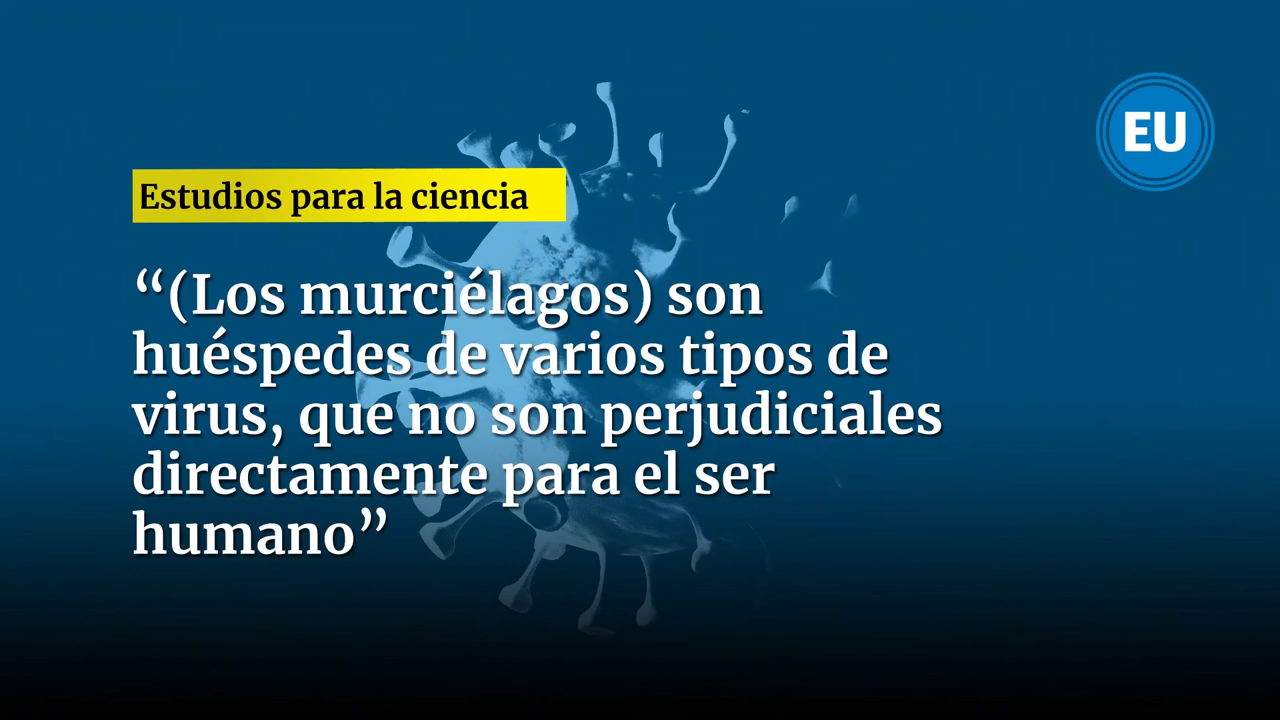 EU
Estudios para la ciencia
“(Los murciélagos) son
huéspedes de varios tipos de
virus, que no son perjudiciales
directamente para el ser
humano”